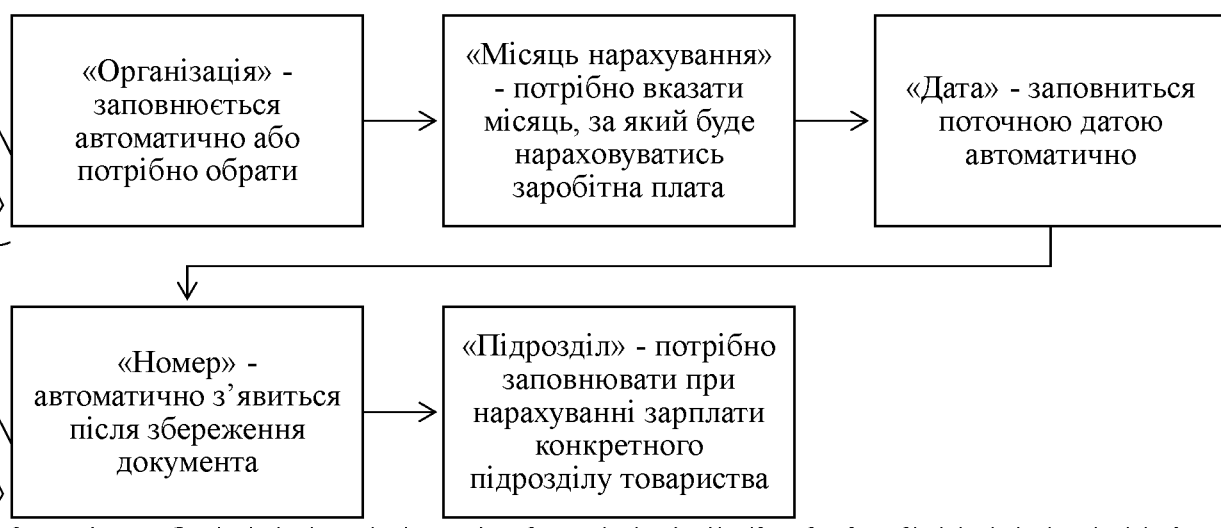 «Організація» -
заповнюється
автоматично або
потрібно обрати
«Місяць нарахування»
- потрібно вказати
місяць, за який буде
нараховуватись
заробітна плата
«Дата» - заповниться
поточною датою
автоматично
«Номер» -
автоматично з’явиться
після збереження
документа
«Підрозділ» - потрібно
заповнювати при
нарахуванні зарплати
конкретного
підрозділу товариства